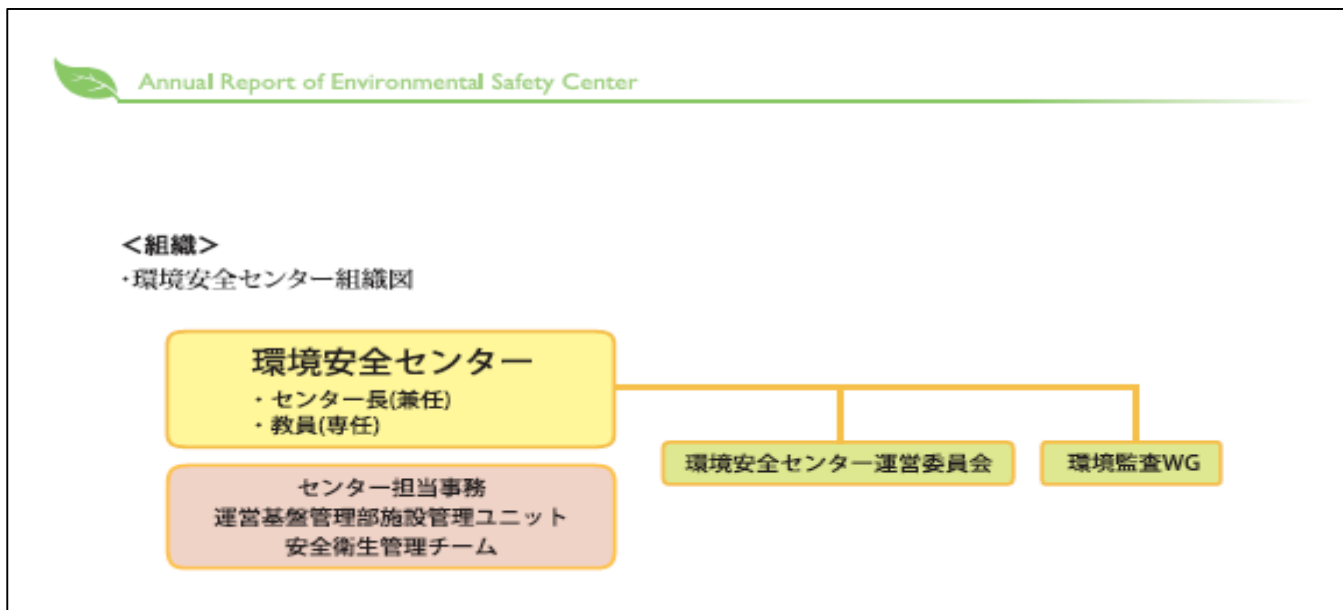 Annual Report of Environmental Safety Center
＜組織＞
・環境安全センター組織図
環境安全センター
・センター長(兼任)
・教員(専任)
センター担当事務
運営基盤管理部施設管理ユニット
安全衛生管理チーム
環境安全センター運営委員会
環境監査WG